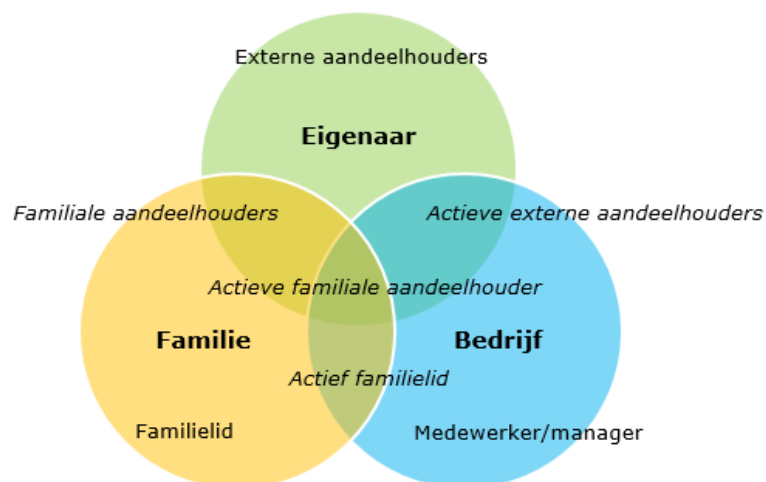 Externe aandeelhouders
Eigenaar
Familiale aandeelhouders
Actieve externe aandeelhouders
Actieve familiale aandeelhouder
Familie
Bedrijf
Actief familielid
Familielid
Medewerker/manager